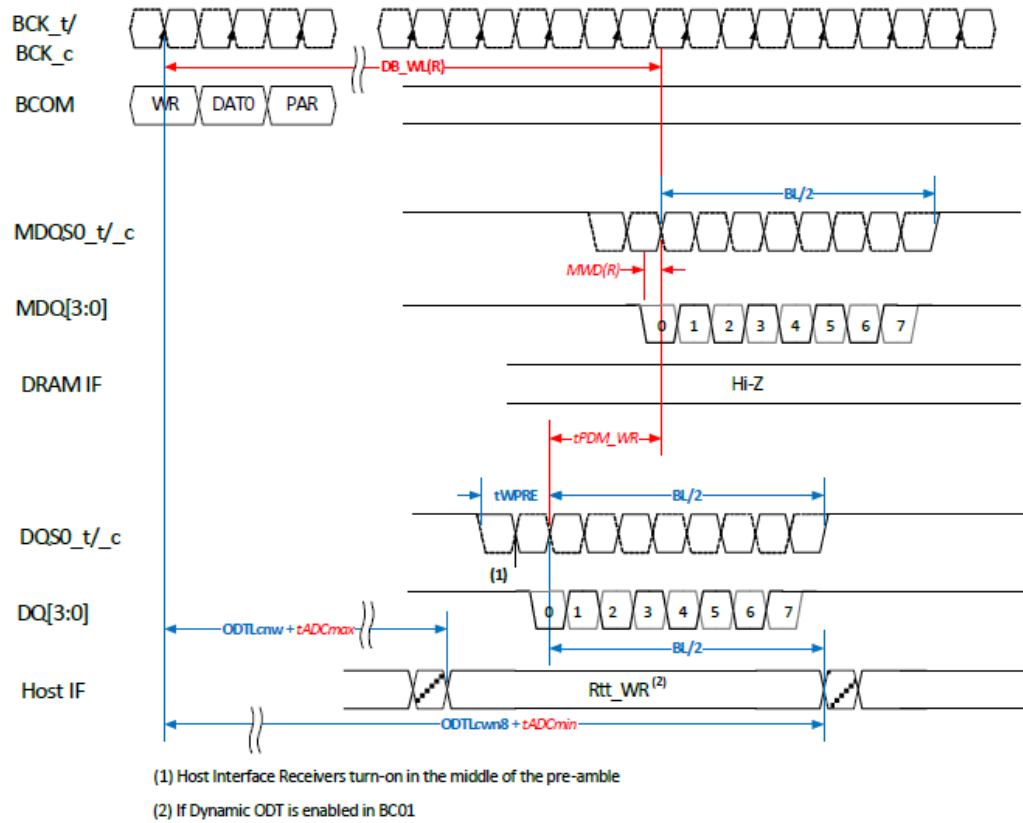 BCK_t/
BCK_c
DB_WL(R)
BCOM
WR DAT0 PAR
BL/2
MDQS0_t/_c
MWD(R)
MDQ[3:0]
0 1 2 3 4 5 6 7
DRAM IF
Hi-Z
tPDM_WR
tWPRE
BL/2
DQS0_t/_c
(1)
DQ[3:0]
0 1 2 3 4 5 6 7
ODTLcnw + tADCmax
BL/2
Host IF
Rtt_WR(2)
ODTLcwn8 + tADCmin
(1) Host Interface Receivers turn-on in the middle of the pre-amble
(2) If Dynamic ODT is enabled in BC01